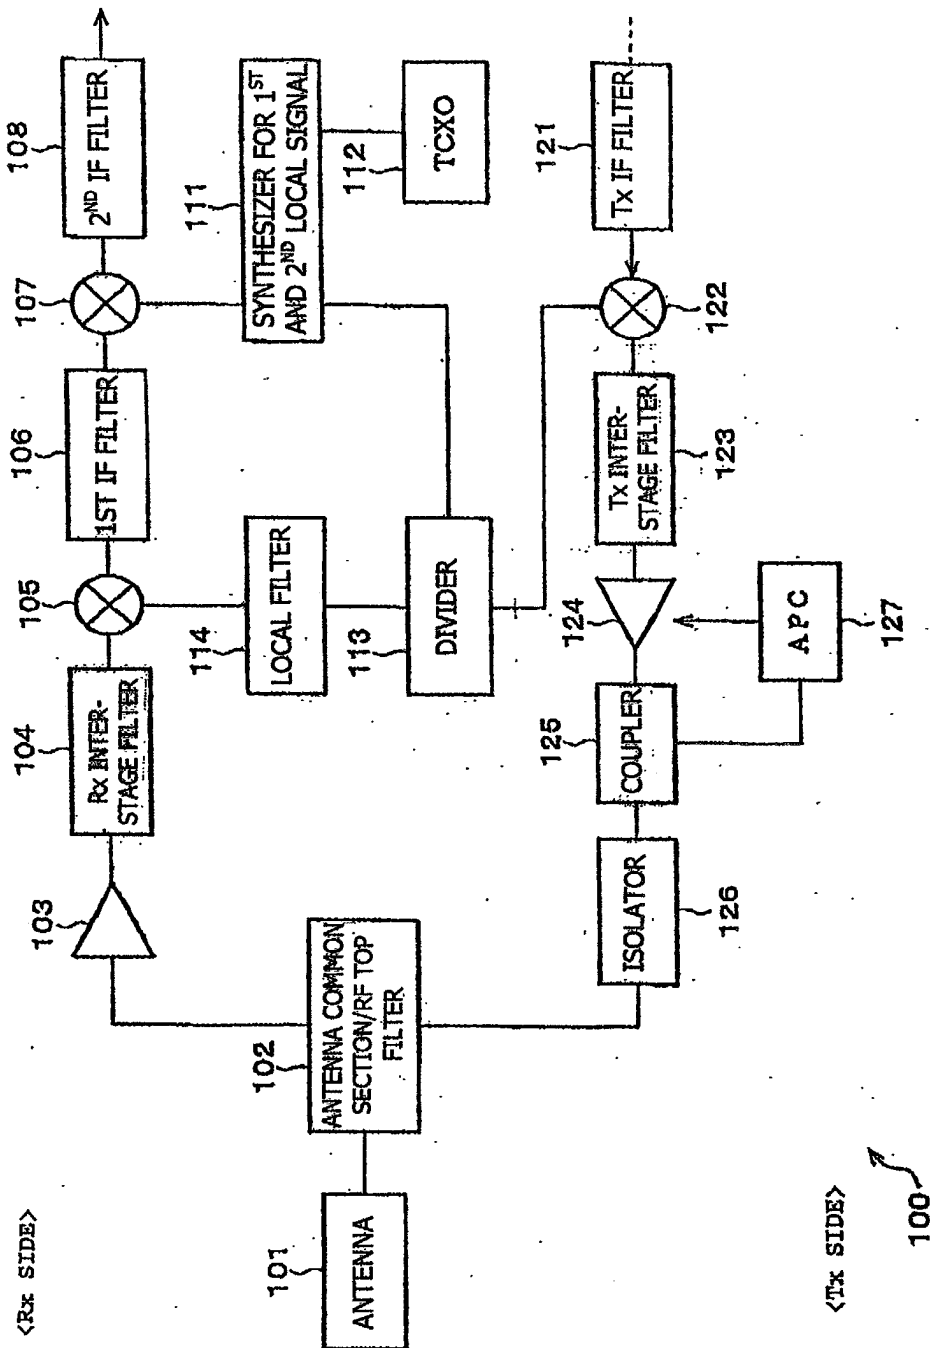 <Rx SIDE>
101
ANTENNA
102
ANTENNA COMMON
SECTION/RF TOP
FILTER
103
104
Rx INTER-
STAGE FILTER
105
106
1ST IF FILTER
107
108
2ND IF FILTER
111
SYNTHESIZER FOR 1ST
AND 2ND LOCAL SIGNAL
112
TCXO
113
DIVIDER
114
LOCAL FILTER
121
Tx IF FILTER
122
123
Tx INTER-
STAGE FILTER
124
125
COUPLER
126
ISOLATOR
127
APC
<Tx SIDE>
100